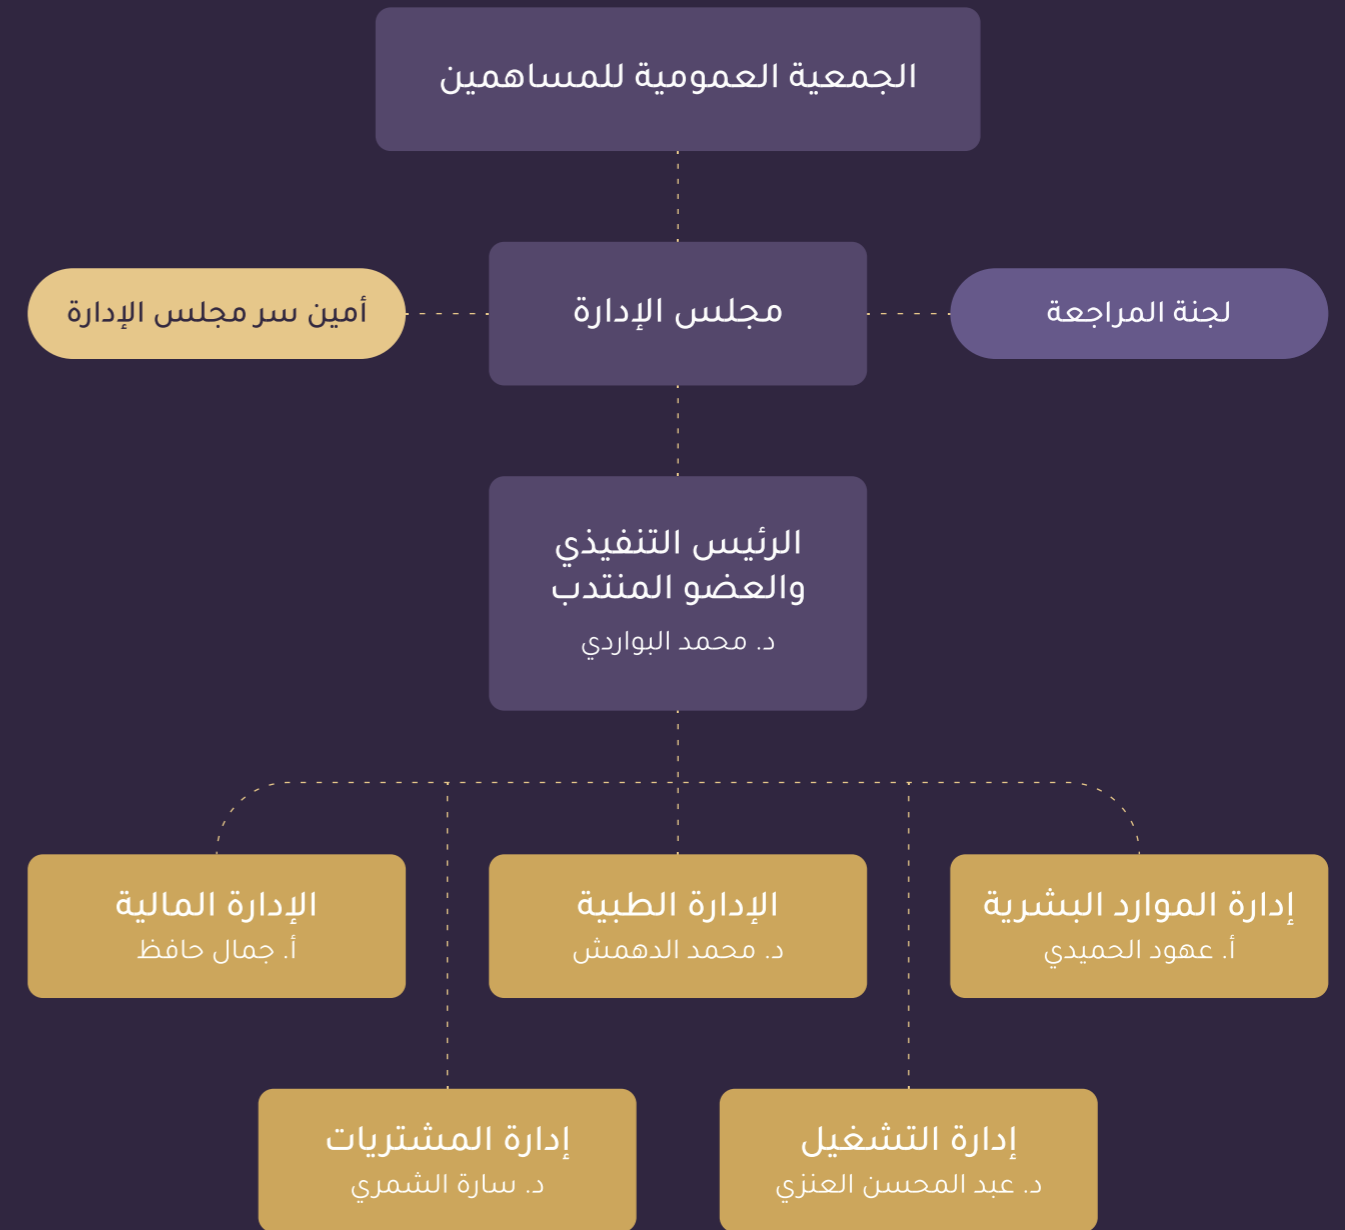 الجمعية العمومية للمساهمين
لجنة المراجعة
مجلس الإدارة
أمين سر مجلس الإدارة
الرئيس التنفيذي
والعضو المنتدب
د. محمد البواردي
إدارة الموارد البشرية
أ. عهود الحميدي
الإدارة الطبية
د. محمد الدهمش
الإدارة المالية
أ. جمال حافظ
إدارة التشغيل
د. عبد المحسن العنزي
إدارة المشتريات
د. سارة الشمري